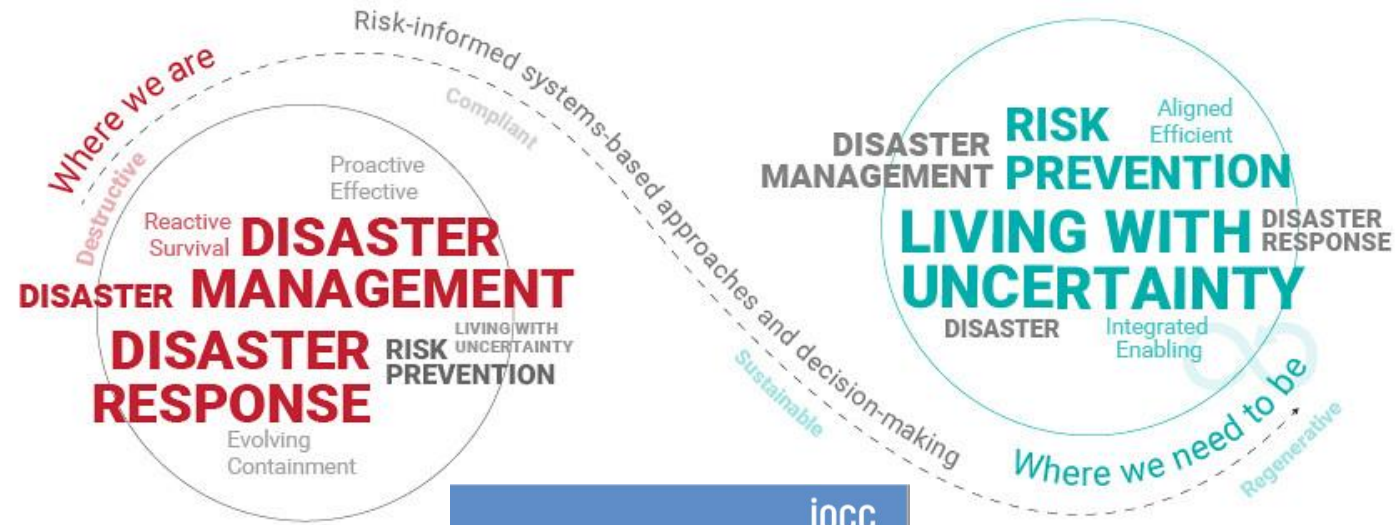 Where we are
Destructive
Risk-informed systems-based approaches and decision-making
Compliant
Sustainable
Proactive
Effective
Reactive
Survival
DISASTER
MANAGEMENT
DISASTER
DISASTER
RESPONSE
RISK
PREVENTION
LIVING WITH
UNCERTAINTY
Evolving
Containment
DISASTER
MANAGEMENT
RISK
PREVENTION
Aligned
Efficient
LIVING WITH
UNCERTAINTY
DISASTER
RESPONSE
DISASTER
Integrated
Enabling
Where we need to be
Regenerative
ipcc